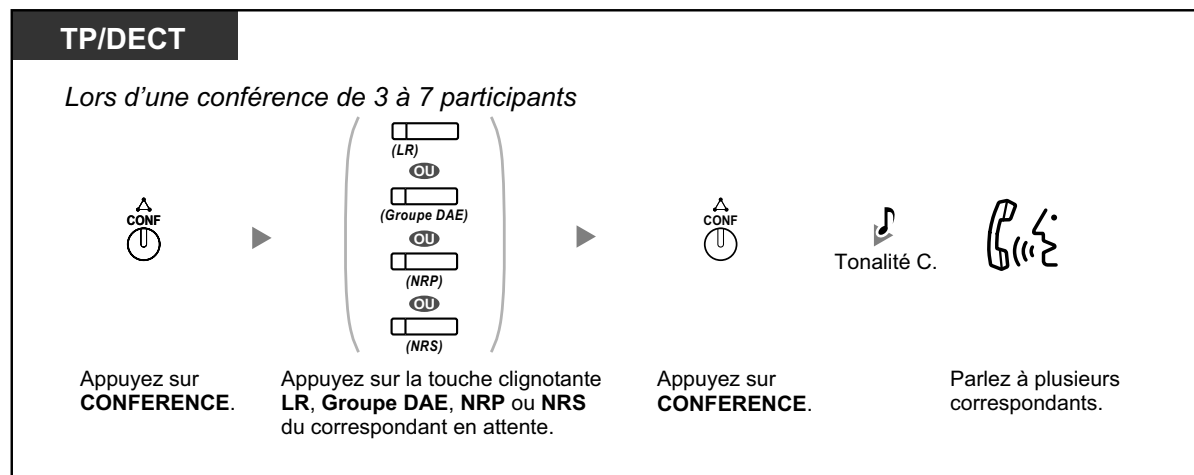 TP/DECT
Lors d'une conférence de 3 à 7 participants
CONF
(LR)
OU
(Groupe DAE)
OU
(NRP)
OU
(NRS)
CONF
Tonalité C.
Appuyez sur
CONFERENCE.
Appuyez sur la touche clignotante
LR, Groupe DAE, NRP ou NRS
du correspondant en attente.
Appuyez sur
CONFERENCE.
Parlez à plusieurs
correspondants.